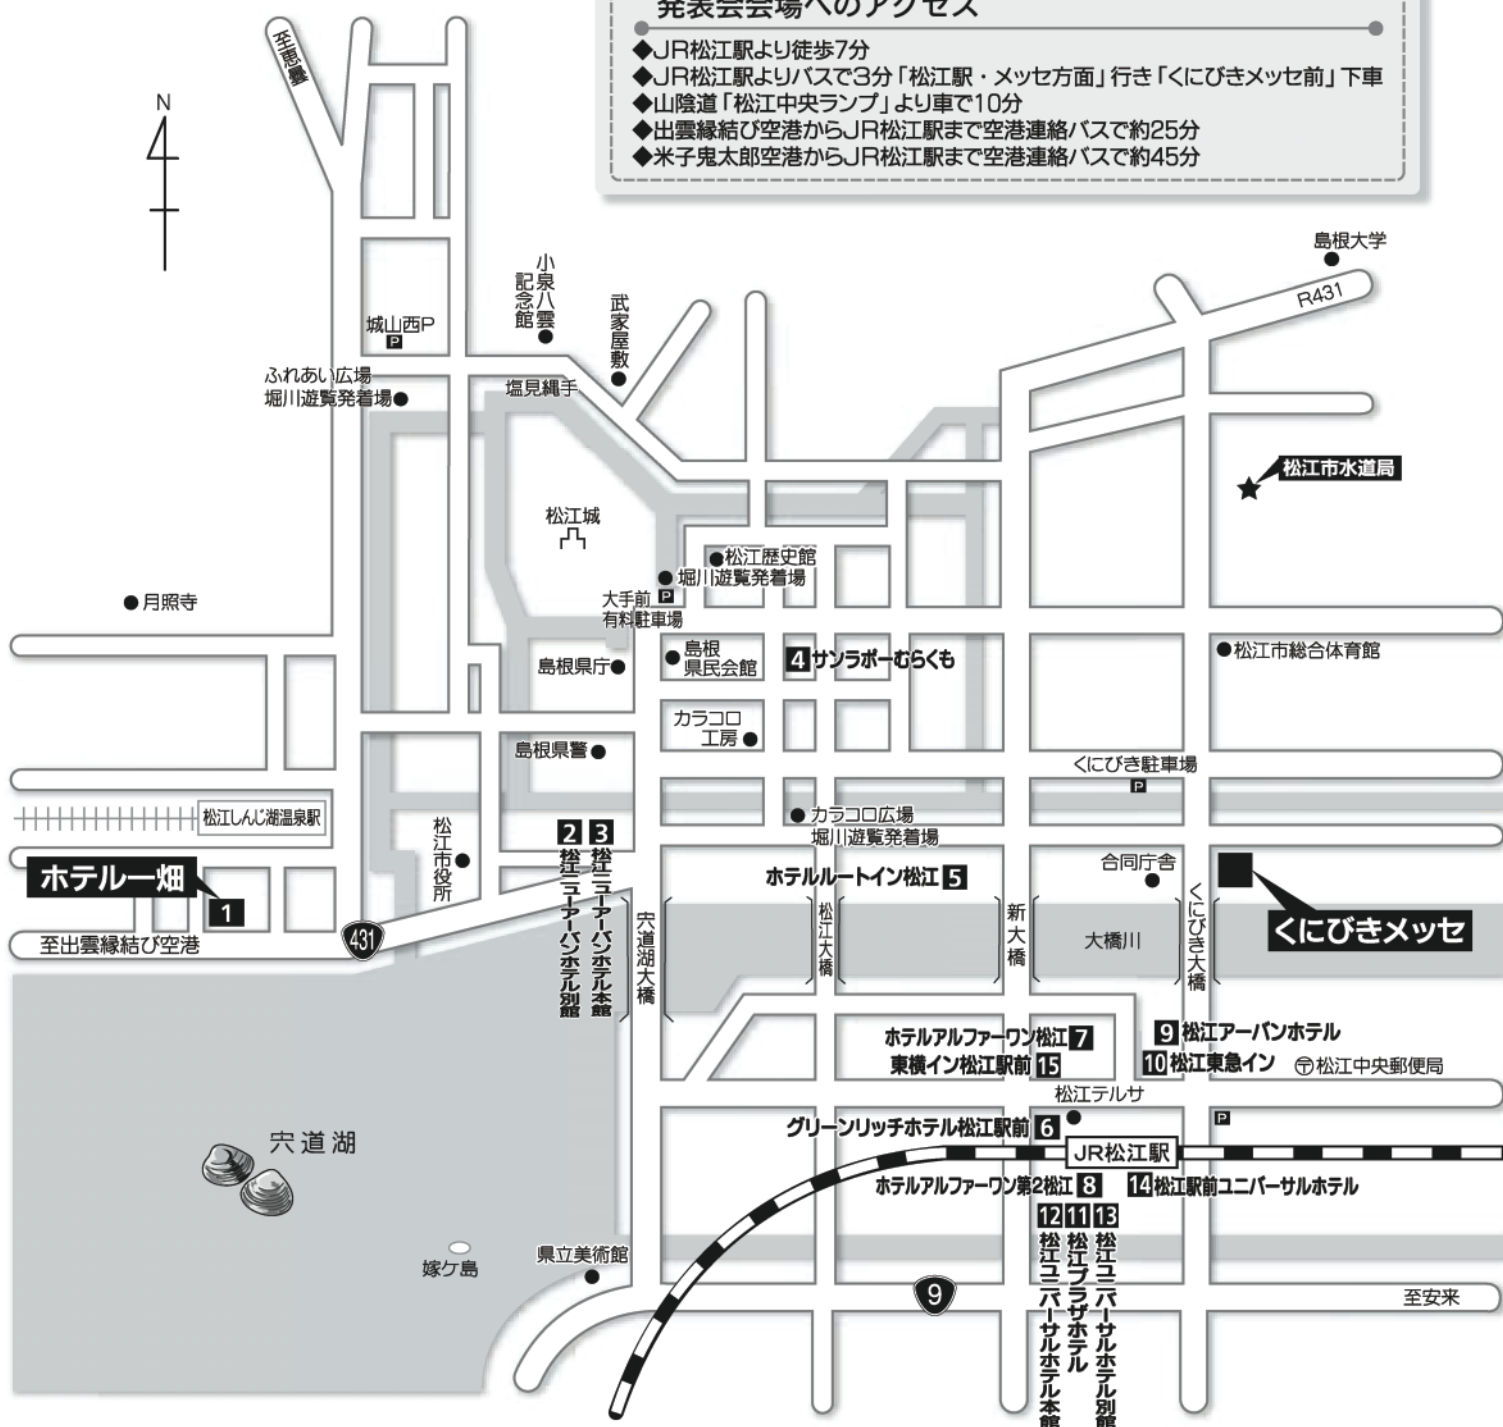 発表会会場へのアクセス
◆JR松江駅より徒歩7分
◆JR松江駅よりバスで3分「松江駅・メッセ方面」行き「くにびきメッセ前」下車
◆山陰道「松江中央ランプ」より車で10分
◆出雲縁結び空港からJR松江駅まで空港連絡バスで約25分
◆米子鬼太郎空港からJR松江駅まで空港連絡バスで約45分
至恵曇
N
島根大学
R431
小泉八雲
記念館
武家屋敷
城山西P
P
ふれあい広場
堀川遊覧発着場
塩見縄手
松江市水道局
松江城
松江歴史館
堀川遊覧発着場
大手前
有料駐車場
P
月照寺
島根県庁
島根
県民会館
4 サンラポーむらくも
松江市総合体育館
カラコロ
工房
島根県警
くにびき駐車場
P
松江しんじ湖温泉駅
カラコロ広場
堀川遊覧発着場
松江市役所
2 松江ニューアーバンホテル別館
3 松江ニューアーバンホテル本館
ホテル一畑
1
ホテルルートイン松江 5
合同庁舎
くにびきメッセ
至出雲縁結び空港
431
宍道湖大橋
松江大橋
新大橋
大橋川
くにびき大橋
ホテルアルファーワン松江 7
東横イン松江駅前 15
9 松江アーバンホテル
10 松江東急イン
〒松江中央郵便局
松江テルサ
P
グリーンリッチホテル松江駅前 6
JR松江駅
宍道湖
ホテルアルファーワン第2松江 8
14 松江駅前ユニバーサルホテル
12 松江ユニバーサルホテル本館
11 松江プラザホテル
13 松江ユニバーサルホテル別館
嫁ケ島
県立美術館
9
至安来